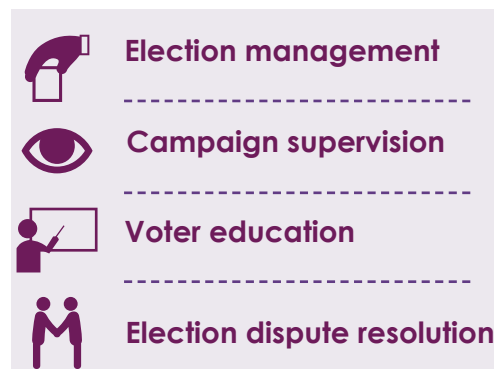 Election management
Campaign supervision
Voter education
Election dispute resolution